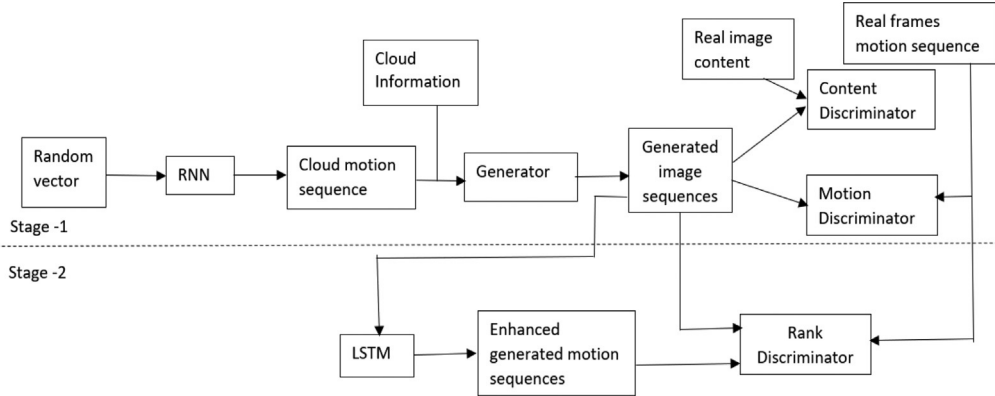 Real image
content
Real frames
motion sequence
Cloud
Information
Content
Discriminator
Random
vector
RNN
Cloud motion
sequence
Generator
Generated
image
sequences
Motion
Discriminator
Stage -1
Stage -2
LSTM
Enhanced
generated motion
sequences
Rank
Discriminator